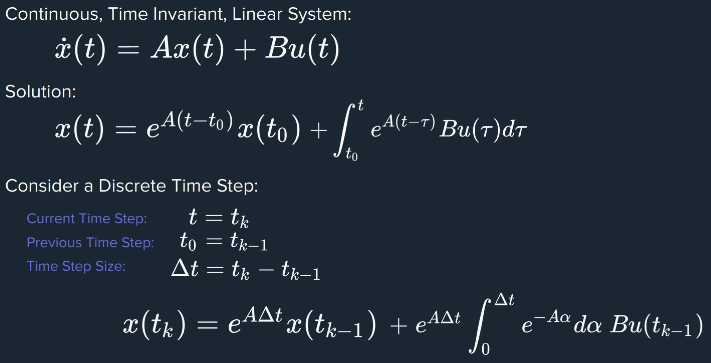 Continuous, Time Invariant, Linear System:
ẋ(t) = Ax(t) + Bu(t)
Solution:
x(t) = e^{A(t−t_0)} x(t_0) + ∫_{t_0}^{t} e^{A(t−τ)} Bu(τ)dτ
Consider a Discrete Time Step:
Current Time Step: t = t_k
Previous Time Step: t_0 = t_{k−1}
Time Step Size: Δt = t_k − t_{k−1}
x(t_k) = e^{AΔt} x(t_{k−1}) + e^{AΔt} ∫_{0}^{Δt} e^{−Aα} dα Bu(t_{k−1})